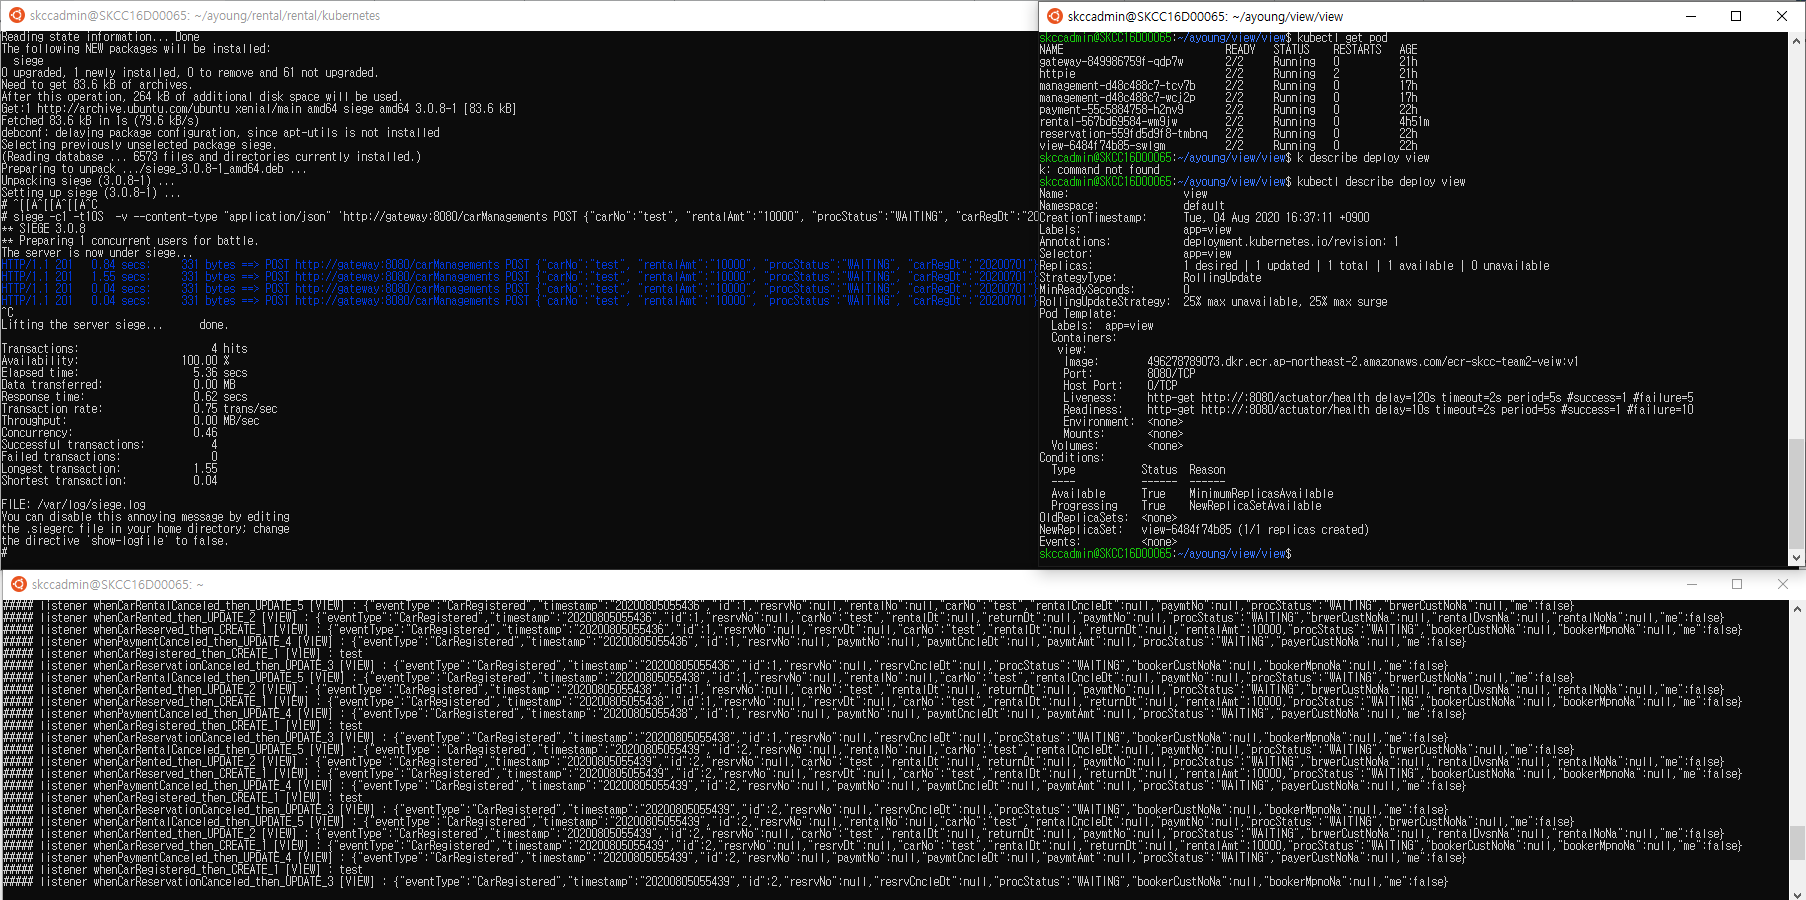 skccadmin@SKCC16D00065: ~/ayoung/rental/rental/kubernetes
Reading state information... Done
The following NEW packages will be installed:
  siege
0 upgraded, 1 newly installed, 0 to remove and 61 not upgraded.
Need to get 83.6 kB of archives.
After this operation, 264 kB of additional disk space will be used.
Get:1 http://archive.ubuntu.com/ubuntu xenial/main amd64 siege amd64 3.0.8-1 [83.6 kB]
Fetched 83.6 kB in 1s (79.6 kB/s)
debconf: delaying package configuration, since apt-utils is not installed
Selecting previously unselected package siege.
(Reading database ... 6573 files and directories currently installed.)
Preparing to unpack .../siege_3.0.8-1_amd64.deb ...
Unpacking siege (3.0.8-1) ...
Setting up siege (3.0.8-1) ...
# ^[[A^[[A^[[A^C
# siege -c1 -t10S  -v --content-type "application/json" 'http://gateway:8080/carManagements POST {"carNo":"test", "rentalAmt":"10000", "procStatus":"WAITING", "carRegDt":"20
** SIEGE 3.0.8
** Preparing 1 concurrent users for battle.
The server is now under siege...
HTTP/1.1 201   0.84 secs:     331 bytes ==> POST http://gateway:8080/carManagements POST {"carNo":"test", "rentalAmt":"10000", "procStatus":"WAITING", "carRegDt":"20200701"}
HTTP/1.1 201   1.55 secs:     331 bytes ==> POST http://gateway:8080/carManagements POST {"carNo":"test", "rentalAmt":"10000", "procStatus":"WAITING", "carRegDt":"20200701"}
HTTP/1.1 201   0.04 secs:     331 bytes ==> POST http://gateway:8080/carManagements POST {"carNo":"test", "rentalAmt":"10000", "procStatus":"WAITING", "carRegDt":"20200701"}
HTTP/1.1 201   0.04 secs:     331 bytes ==> POST http://gateway:8080/carManagements POST {"carNo":"test", "rentalAmt":"10000", "procStatus":"WAITING", "carRegDt":"20200701"}
^C
Lifting the server siege...      done.
Transactions: 4 hits
Availability: 100.00 %
Elapsed time: 5.36 secs
Data transferred: 0.00 MB
Response time: 0.62 secs
Transaction rate: 0.75 trans/sec
Throughput: 0.00 MB/sec
Concurrency: 0.46
Successful transactions: 4
Failed transactions: 0
Longest transaction: 1.55
Shortest transaction: 0.04
FILE: /var/log/siege.log
You can disable this annoying message by editing
the .siegerc file in your home directory; change
the directive 'show-logfile' to false.
#
skccadmin@SKCC16D00065: ~/ayoung/view/view
skccadmin@SKCC16D00065:~/ayoung/view/view$ kubectl get pod
NAME READY STATUS RESTARTS AGE
gateway-849986759f-qdp7w 2/2 Running 0 21h
httpie 2/2 Running 2 21h
management-d48c488c7-tcv7b 2/2 Running 0 17h
management-d48c488c7-wcj2p 2/2 Running 0 17h
payment-55c5884758-h2nv9 2/2 Running 0 22h
rental-567bd69584-wm9jw 2/2 Running 0 4h51m
reservation-559fd5d9f8-tmbnq 2/2 Running 0 22h
view-6484f74b85-swlgm 2/2 Running 0 22h
skccadmin@SKCC16D00065:~/ayoung/view/view$ k describe deploy view
k: command not found
skccadmin@SKCC16D00065:~/ayoung/view/view$ kubectl describe deploy view
Name: view
Namespace: default
CreationTimestamp: Tue, 04 Aug 2020 16:37:11 +0900
Labels: app=view
Annotations: deployment.kubernetes.io/revision: 1
Selector: app=view
Replicas: 1 desired | 1 updated | 1 total | 1 available | 0 unavailable
StrategyType: RollingUpdate
MinReadySeconds: 0
RollingUpdateStrategy: 25% max unavailable, 25% max surge
Pod Template:
  Labels:  app=view
  Containers:
   view:
    Image: 496278789073.dkr.ecr.ap-northeast-2.amazonaws.com/ecr-skcc-team2-veiw:v1
    Port: 8080/TCP
    Host Port: 0/TCP
    Liveness: http-get http://:8080/actuator/health delay=120s timeout=2s period=5s #success=1 #failure=5
    Readiness: http-get http://:8080/actuator/health delay=10s timeout=2s period=5s #success=1 #failure=10
    Environment: <none>
    Mounts: <none>
  Volumes: <none>
Conditions:
  Type Status Reason
  ---- ------ ------
  Available True MinimumReplicasAvailable
  Progressing True NewReplicaSetAvailable
OldReplicaSets: <none>
NewReplicaSet: view-6484f74b85 (1/1 replicas created)
Events: <none>
skccadmin@SKCC16D00065:~/ayoung/view/view$
skccadmin@SKCC16D00065: ~
##### listener whenCarRentalCanceled_then_UPDATE_5 [VIEW] : {"eventType":"CarRegistered","timestamp":"20200805055436","id":1,"resrvNo":null,"rentalNo":null,"carNo":"test","rentalCncleDt":null,"paymtNo":null,"procStatus":"WAITING","brwerCustNoNa":null,"me":false}
##### listener whenCarRented_then_UPDATE_2 [VIEW] : {"eventType":"CarRegistered","timestamp":"20200805055436","id":1,"resrvNo":null,"carNo":"test","rentalDt":null,"returnDt":null,"paymtNo":null,"procStatus":"WAITING","brwerCustNoNa":null,"rentalDvsnNa":null,"rentalNoNa":null,"me":false}
##### listener whenCarReserved_then_CREATE_1 [VIEW] : {"eventType":"CarRegistered","timestamp":"20200805055436","id":1,"resrvNo":null,"resrvDt":null,"carNo":"test","rentalDt":null,"returnDt":null,"rentalAmt":10000,"procStatus":"WAITING","bookerCustNoNa":null,"bookerMpnoNa":null,"me":false}
##### listener whenPaymentCanceled_then_UPDATE_4 [VIEW] : {"eventType":"CarRegistered","timestamp":"20200805055436","id":1,"resrvNo":null,"paymtNo":null,"paymtCncleDt":null,"paymtAmt":null,"procStatus":"WAITING","payerCustNoNa":null,"me":false}
##### listener whenCarRegistered_then_CREATE_1 [VIEW] : test
##### listener whenCarReservationCanceled_then_UPDATE_3 [VIEW] : {"eventType":"CarRegistered","timestamp":"20200805055436","id":1,"resrvNo":null,"resrvCncleDt":null,"procStatus":"WAITING","bookerCustNoNa":null,"bookerMpnoNa":null,"me":false}
##### listener whenCarRentalCanceled_then_UPDATE_5 [VIEW] : {"eventType":"CarRegistered","timestamp":"20200805055438","id":1,"resrvNo":null,"rentalNo":null,"carNo":"test","rentalCncleDt":null,"paymtNo":null,"procStatus":"WAITING","brwerCustNoNa":null,"me":false}
##### listener whenCarRented_then_UPDATE_2 [VIEW] : {"eventType":"CarRegistered","timestamp":"20200805055438","id":1,"resrvNo":null,"carNo":"test","rentalDt":null,"returnDt":null,"paymtNo":null,"procStatus":"WAITING","brwerCustNoNa":null,"rentalDvsnNa":null,"rentalNoNa":null,"me":false}
##### listener whenCarReserved_then_CREATE_1 [VIEW] : {"eventType":"CarRegistered","timestamp":"20200805055438","id":1,"resrvNo":null,"resrvDt":null,"carNo":"test","rentalDt":null,"returnDt":null,"rentalAmt":10000,"procStatus":"WAITING","bookerCustNoNa":null,"bookerMpnoNa":null,"me":false}
##### listener whenPaymentCanceled_then_UPDATE_4 [VIEW] : {"eventType":"CarRegistered","timestamp":"20200805055438","id":1,"resrvNo":null,"paymtNo":null,"paymtCncleDt":null,"paymtAmt":null,"procStatus":"WAITING","payerCustNoNa":null,"me":false}
##### listener whenCarRegistered_then_CREATE_1 [VIEW] : test
##### listener whenCarReservationCanceled_then_UPDATE_3 [VIEW] : {"eventType":"CarRegistered","timestamp":"20200805055438","id":1,"resrvNo":null,"resrvCncleDt":null,"procStatus":"WAITING","bookerCustNoNa":null,"bookerMpnoNa":null,"me":false}
##### listener whenCarRentalCanceled_then_UPDATE_5 [VIEW] : {"eventType":"CarRegistered","timestamp":"20200805055439","id":2,"resrvNo":null,"rentalNo":null,"carNo":"test","rentalCncleDt":null,"paymtNo":null,"procStatus":"WAITING","brwerCustNoNa":null,"me":false}
##### listener whenCarRented_then_UPDATE_2 [VIEW] : {"eventType":"CarRegistered","timestamp":"20200805055439","id":2,"resrvNo":null,"carNo":"test","rentalDt":null,"returnDt":null,"paymtNo":null,"procStatus":"WAITING","brwerCustNoNa":null,"rentalDvsnNa":null,"rentalNoNa":null,"me":false}
##### listener whenCarReserved_then_CREATE_1 [VIEW] : {"eventType":"CarRegistered","timestamp":"20200805055439","id":2,"resrvNo":null,"resrvDt":null,"carNo":"test","rentalDt":null,"returnDt":null,"rentalAmt":10000,"procStatus":"WAITING","bookerCustNoNa":null,"bookerMpnoNa":null,"me":false}
##### listener whenPaymentCanceled_then_UPDATE_4 [VIEW] : {"eventType":"CarRegistered","timestamp":"20200805055439","id":2,"resrvNo":null,"paymtNo":null,"paymtCncleDt":null,"paymtAmt":null,"procStatus":"WAITING","payerCustNoNa":null,"me":false}
##### listener whenCarRegistered_then_CREATE_1 [VIEW] : test
##### listener whenCarReservationCanceled_then_UPDATE_3 [VIEW] : {"eventType":"CarRegistered","timestamp":"20200805055439","id":2,"resrvNo":null,"resrvCncleDt":null,"procStatus":"WAITING","bookerCustNoNa":null,"bookerMpnoNa":null,"me":false}
##### listener whenCarRentalCanceled_then_UPDATE_5 [VIEW] : {"eventType":"CarRegistered","timestamp":"20200805055439","id":2,"resrvNo":null,"rentalNo":null,"carNo":"test","rentalCncleDt":null,"paymtNo":null,"procStatus":"WAITING","brwerCustNoNa":null,"me":false}
##### listener whenCarRented_then_UPDATE_2 [VIEW] : {"eventType":"CarRegistered","timestamp":"20200805055439","id":2,"resrvNo":null,"carNo":"test","rentalDt":null,"returnDt":null,"paymtNo":null,"procStatus":"WAITING","brwerCustNoNa":null,"rentalDvsnNa":null,"rentalNoNa":null,"me":false}
##### listener whenCarReserved_then_CREATE_1 [VIEW] : {"eventType":"CarRegistered","timestamp":"20200805055439","id":2,"resrvNo":null,"resrvDt":null,"carNo":"test","rentalDt":null,"returnDt":null,"rentalAmt":10000,"procStatus":"WAITING","bookerCustNoNa":null,"bookerMpnoNa":null,"me":false}
##### listener whenPaymentCanceled_then_UPDATE_4 [VIEW] : {"eventType":"CarRegistered","timestamp":"20200805055439","id":2,"resrvNo":null,"paymtNo":null,"paymtCncleDt":null,"paymtAmt":null,"procStatus":"WAITING","payerCustNoNa":null,"me":false}
##### listener whenCarRegistered_then_CREATE_1 [VIEW] : test
##### listener whenCarReservationCanceled_then_UPDATE_3 [VIEW] : {"eventType":"CarRegistered","timestamp":"20200805055439","id":2,"resrvNo":null,"resrvCncleDt":null,"procStatus":"WAITING","bookerCustNoNa":null,"bookerMpnoNa":null,"me":false}